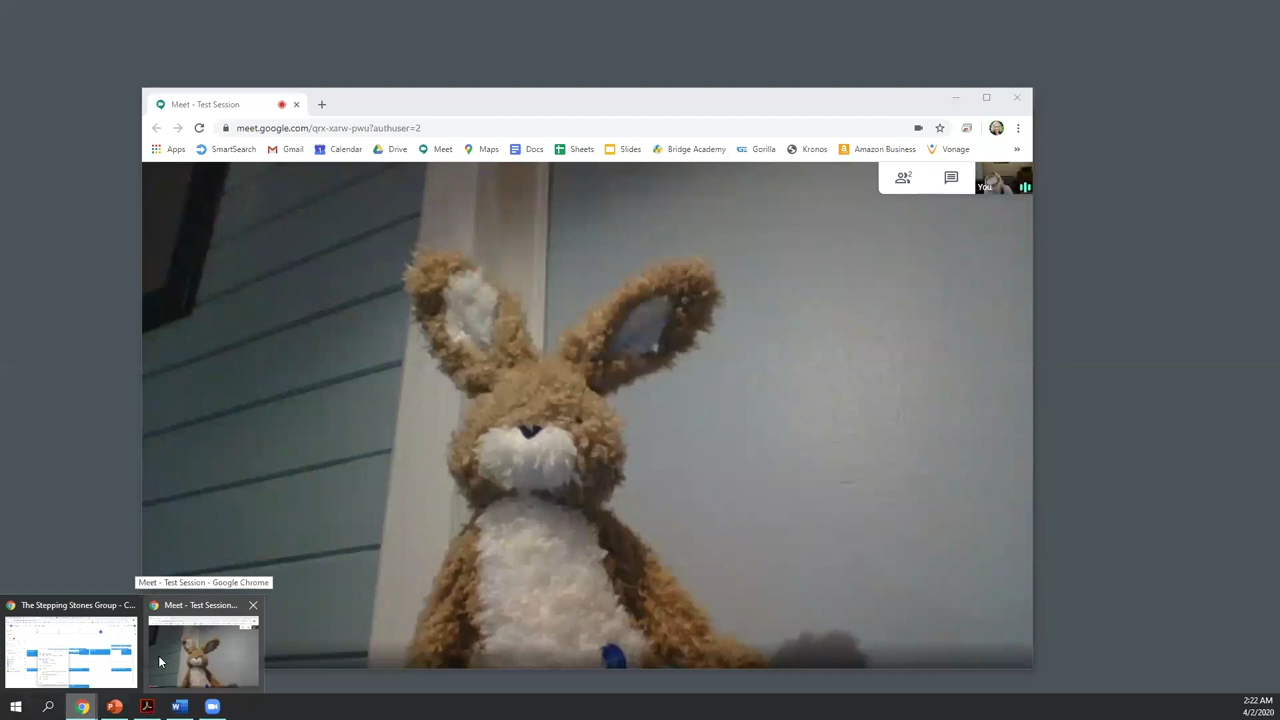 Meet - Test Session
meet.google.com/qrx-xarw-pwu?authuser=2
Apps SmartSearch Gmail Calendar Drive Meet Maps Docs Sheets Slides Bridge Academy Gorilla Kronos Amazon Business Vonage »
2
You
Meet - Test Session - Google Chrome
The Stepping Stones Group - C...
Meet - Test Session...
2:22 AM
4/2/2020